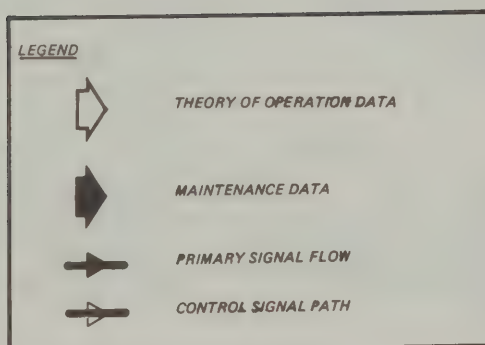 LEGEND
THEORY OF OPERATION DATA
MAINTENANCE DATA
PRIMARY SIGNAL FLOW
CONTROL SIGNAL PATH